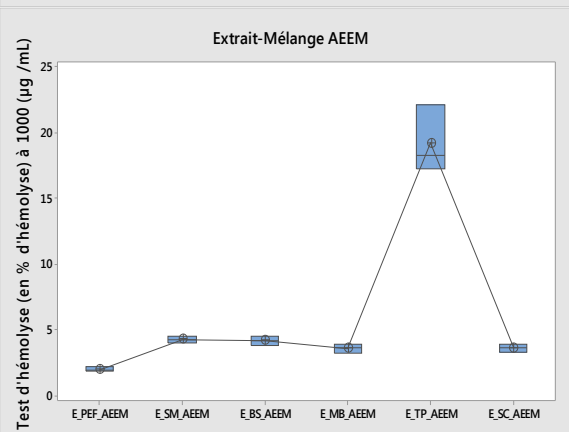 Extrait-Mélange AEEM
Test d'hémolyse (en % d'hémolyse) à 1000 (µg /mL)
25
20
15
10
5
0
E_PEF_AEEM E_SM_AEEM E_BS_AEEM E_MB_AEEM E_TP_AEEM E_SC_AEEM